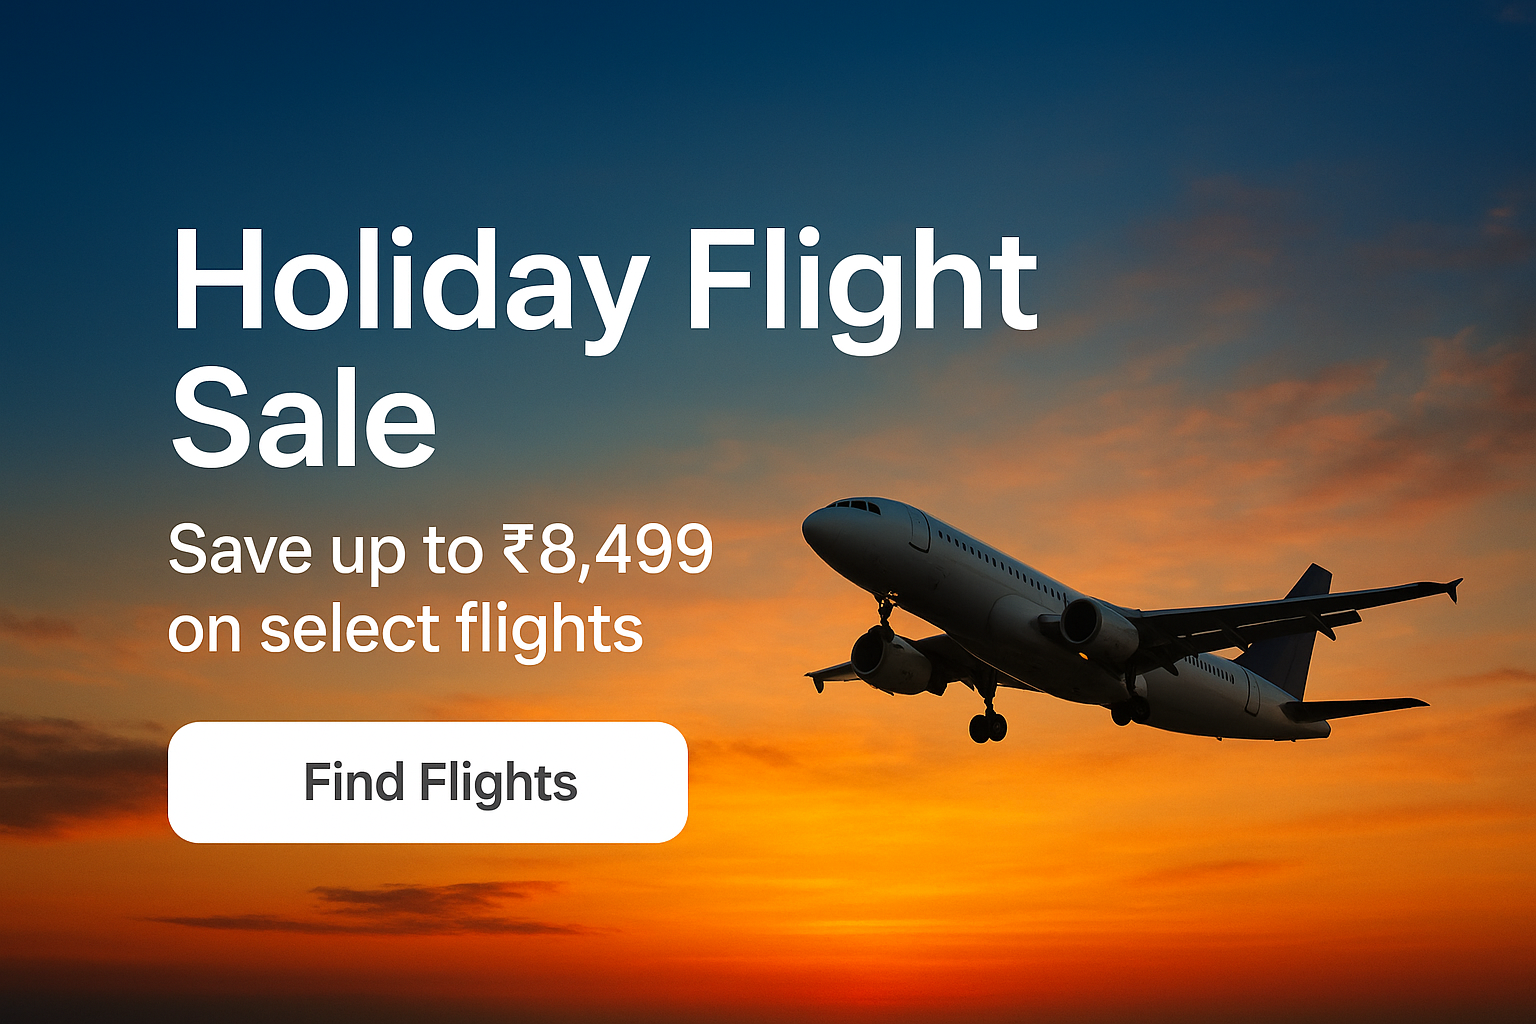 Holiday Flight
Sale
Save up to ₹8,499
on select flights
Find Flights